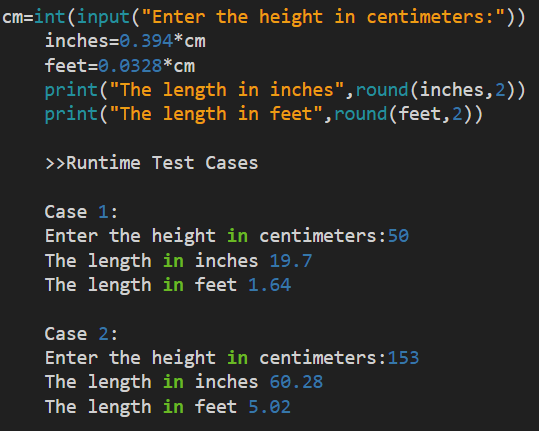 cm=int(input("Enter the height in centimeters:"))
inches=0.394*cm
feet=0.0328*cm
print("The length in inches",round(inches,2))
print("The length in feet",round(feet,2))
>>Runtime Test Cases
Case 1:
Enter the height in centimeters:50
The length in inches 19.7
The length in feet 1.64
Case 2:
Enter the height in centimeters:153
The length in inches 60.28
The length in feet 5.02